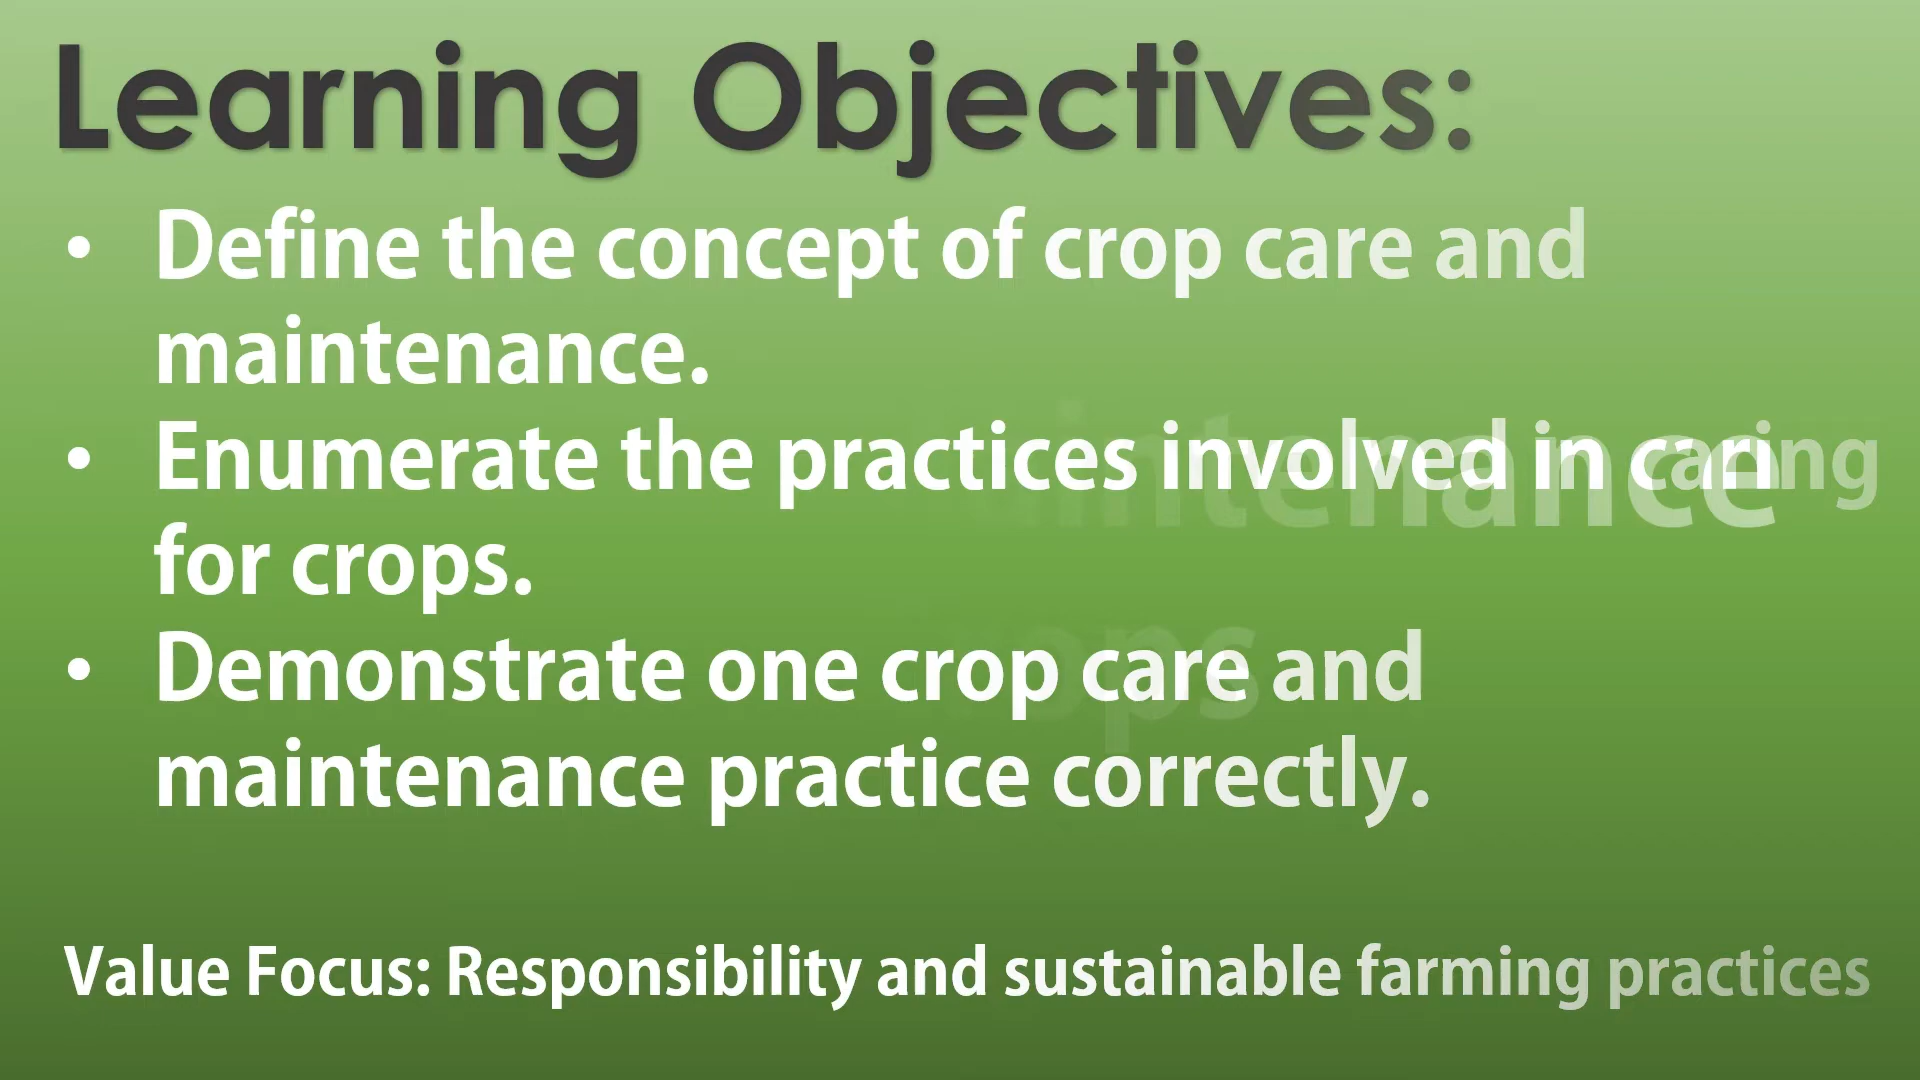 Learning Objectives:
• Define the concept of crop care and
maintenance.
• Enumerate the practices involved in caring
for crops.
• Demonstrate one crop care and
maintenance practice correctly.
Value Focus: Responsibility and sustainable farming practices